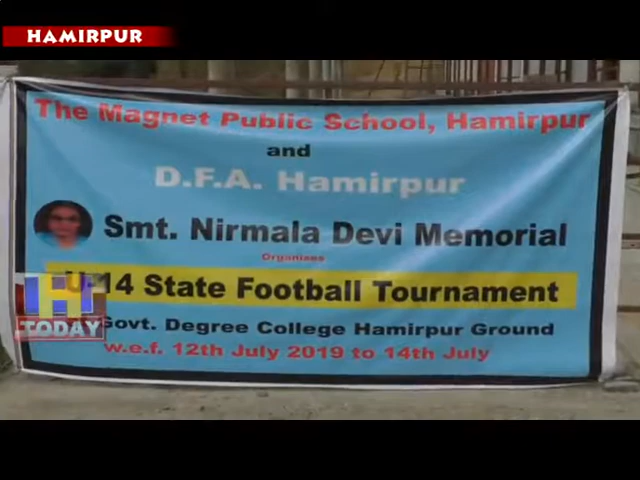 HAMIRPUR
The Magnet Public School, Hamirpur
and
D.F.A. Hamirpur
Smt. Nirmala Devi Memorial
Organises
U-14 State Football Tournament
Govt. Degree College Hamirpur Ground
w.e.f. 12th July 2019 to 14th July
H
TODAY